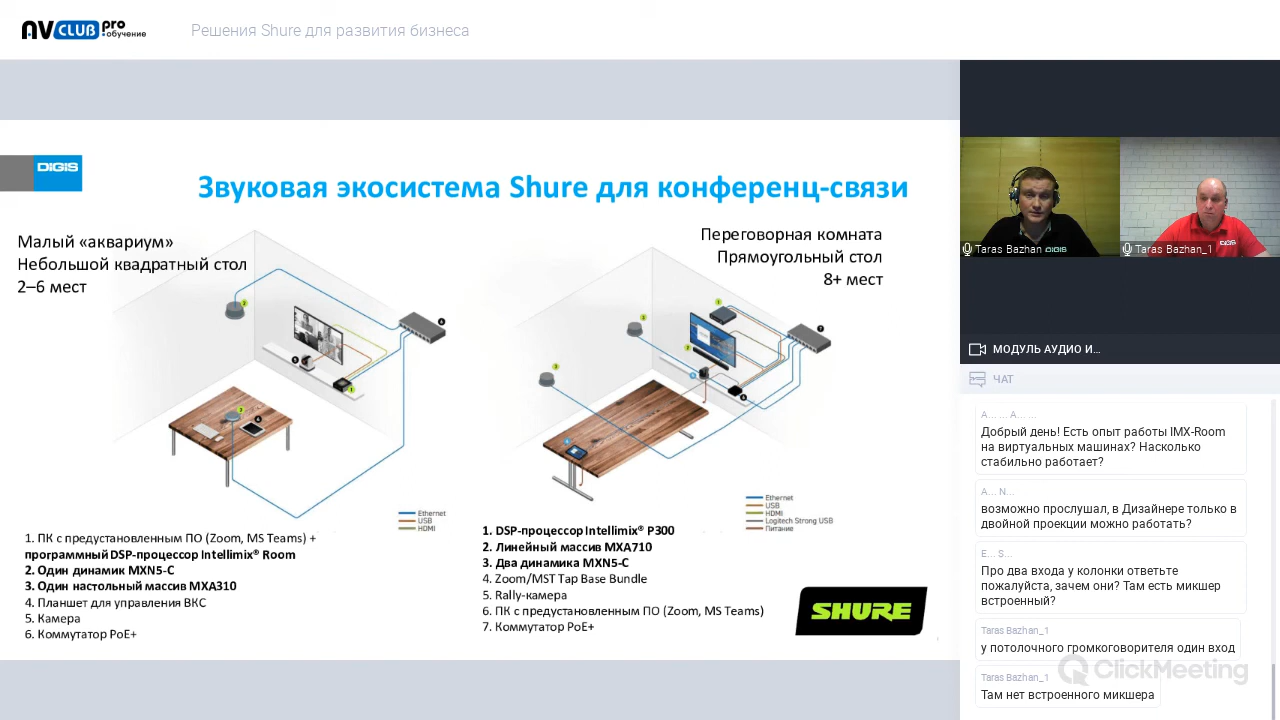 AVCLUB pro
•обучение
Решения Shure для развития бизнеса
DIGIS
Звуковая экосистема Shure для конференц-связи
Малый «аквариум»
Небольшой квадратный стол
2–6 мест
Переговорная комната
Прямоугольный стол
8+ мест
Ethernet
USB
HDMI
Ethernet
USB
HDMI
Logitech Strong USB
Питание
1. ПК с предустановленным ПО (Zoom, MS Teams) +
программный DSP-процессор Intellimix® Room
2. Один динамик MXN5-C
3. Один настольный массив MXA310
4. Планшет для управления ВКС
5. Камера
6. Коммутатор PoE+
1. DSP-процессор Intellimix® P300
2. Линейный массив MXA710
3. Два динамика MXN5-C
4. Zoom/MST Tap Base Bundle
5. Rally-камера
6. ПК с предустановленным ПО (Zoom, MS Teams)
7. Коммутатор PoE+
SHURE
Taras Bazhan
DIGIS
Taras Bazhan_1
DIGIS
МОДУЛЬ АУДИО И...
ЧАТ
A... ... A... ...
Добрый день! Есть опыт работы IMX-Room
на виртуальных машинах? Насколько
стабильно работает?
A... N...
возможно прослушал, в Дизайнере только в
двойной проекции можно работать?
E... S...
Про два входа у колонки ответьте
пожалуйста, зачем они? Там есть микшер
встроенный?
Taras Bazhan_1
у потолочного громкоговорителя один вход
Taras Bazhan_1
Там нет встроенного микшера
ClickMeeting